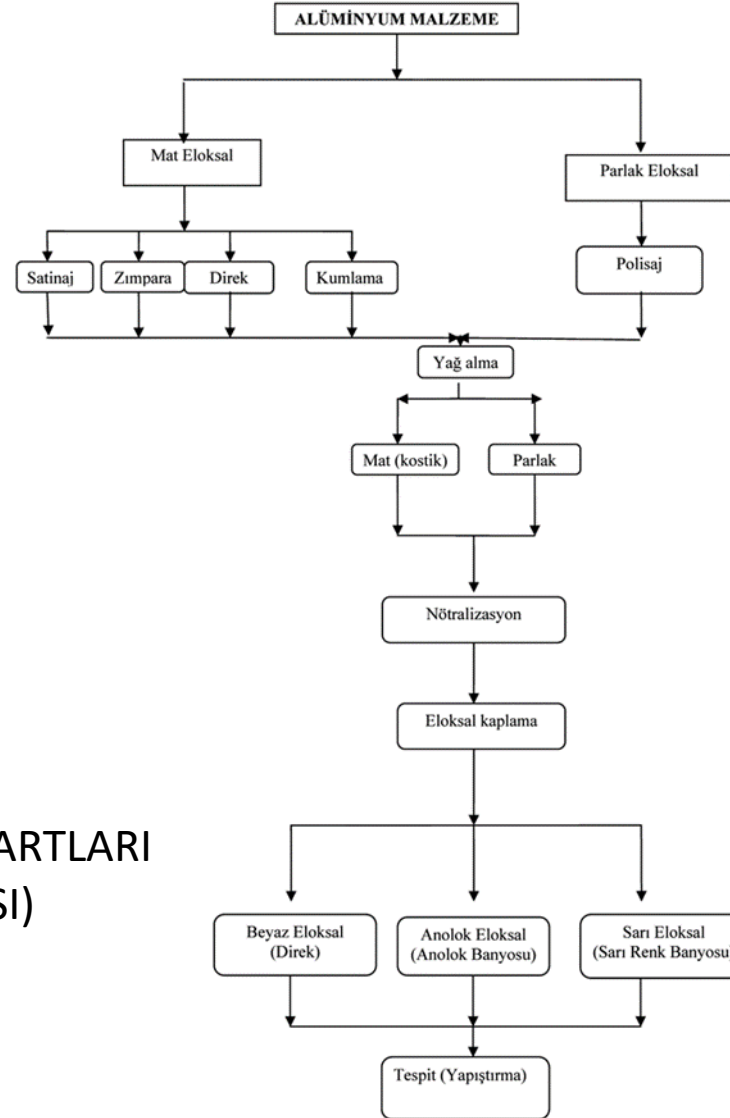 ALÜMİNYUM MALZEME
Mat Eloksal
Parlak Eloksal
Satinaj
Zımpara
Direk
Kumlama
Polisaj
Yağ alma
Mat (kostik)
Parlak
Nötralizasyon
Eloksal kaplama
ARTLARI
SI)
Beyaz Eloksal
(Direk)
Anolok Eloksal
(Anolok Banyosu)
Sarı Eloksal
(Sarı Renk Banyosu)
Tespit (Yapıştırma)